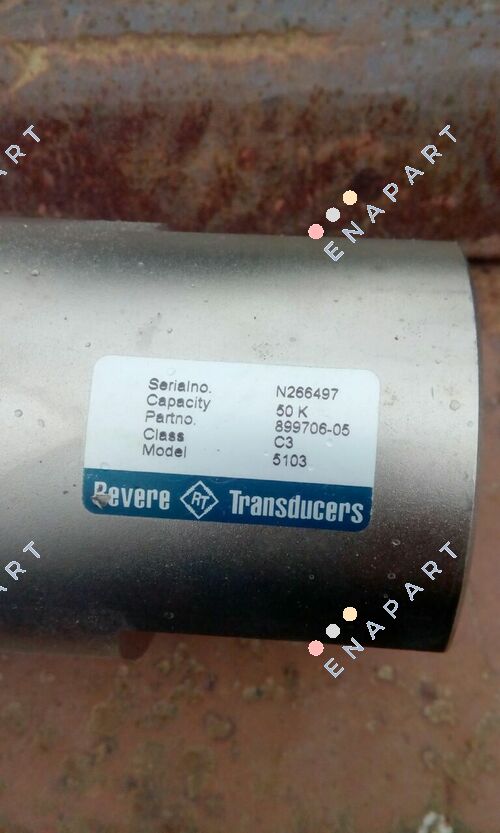 ENAPART
Serialno. N266497
Capacity 50 K
Partno. 899706-05
Class C3
Model 5103
Revere RT Transducers
ENAPART